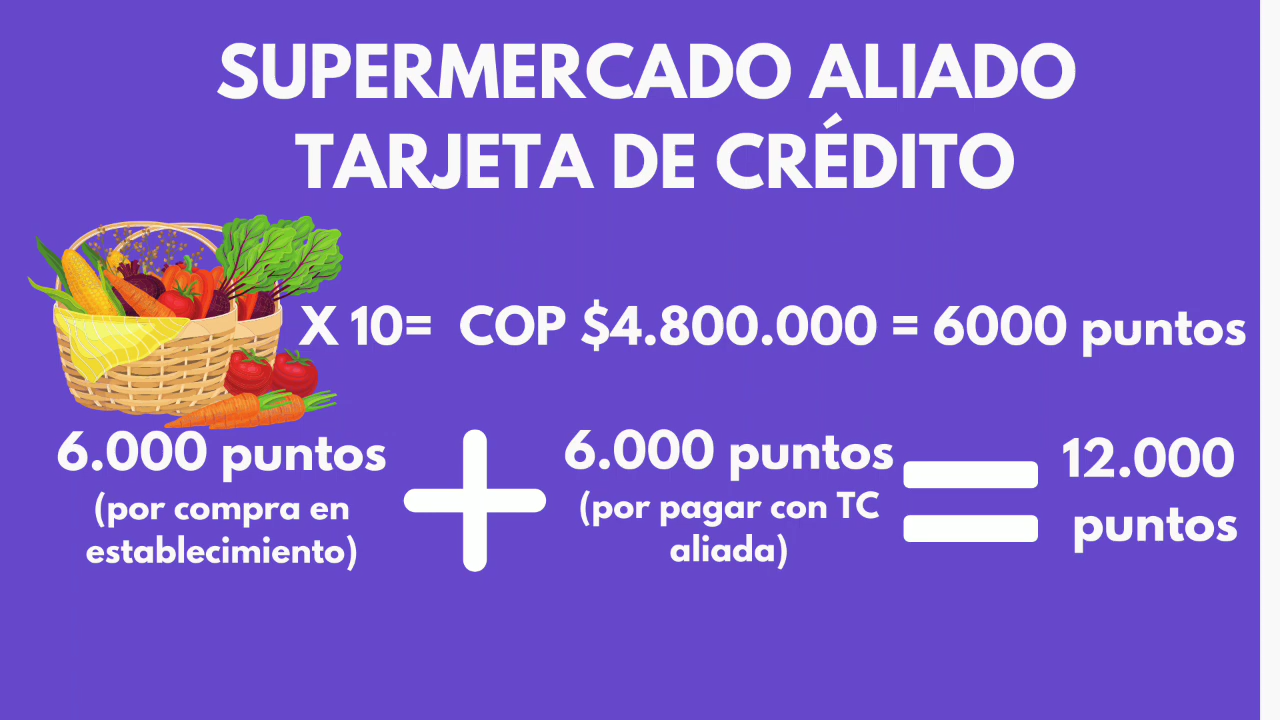 SUPERMERCADO ALIADO
TARJETA DE CRÉDITO
X 10= COP $4.800.000 = 6000 puntos
6.000 puntos
(por compra en
establecimiento)
6.000 puntos
(por pagar con TC
aliada)
12.000
puntos